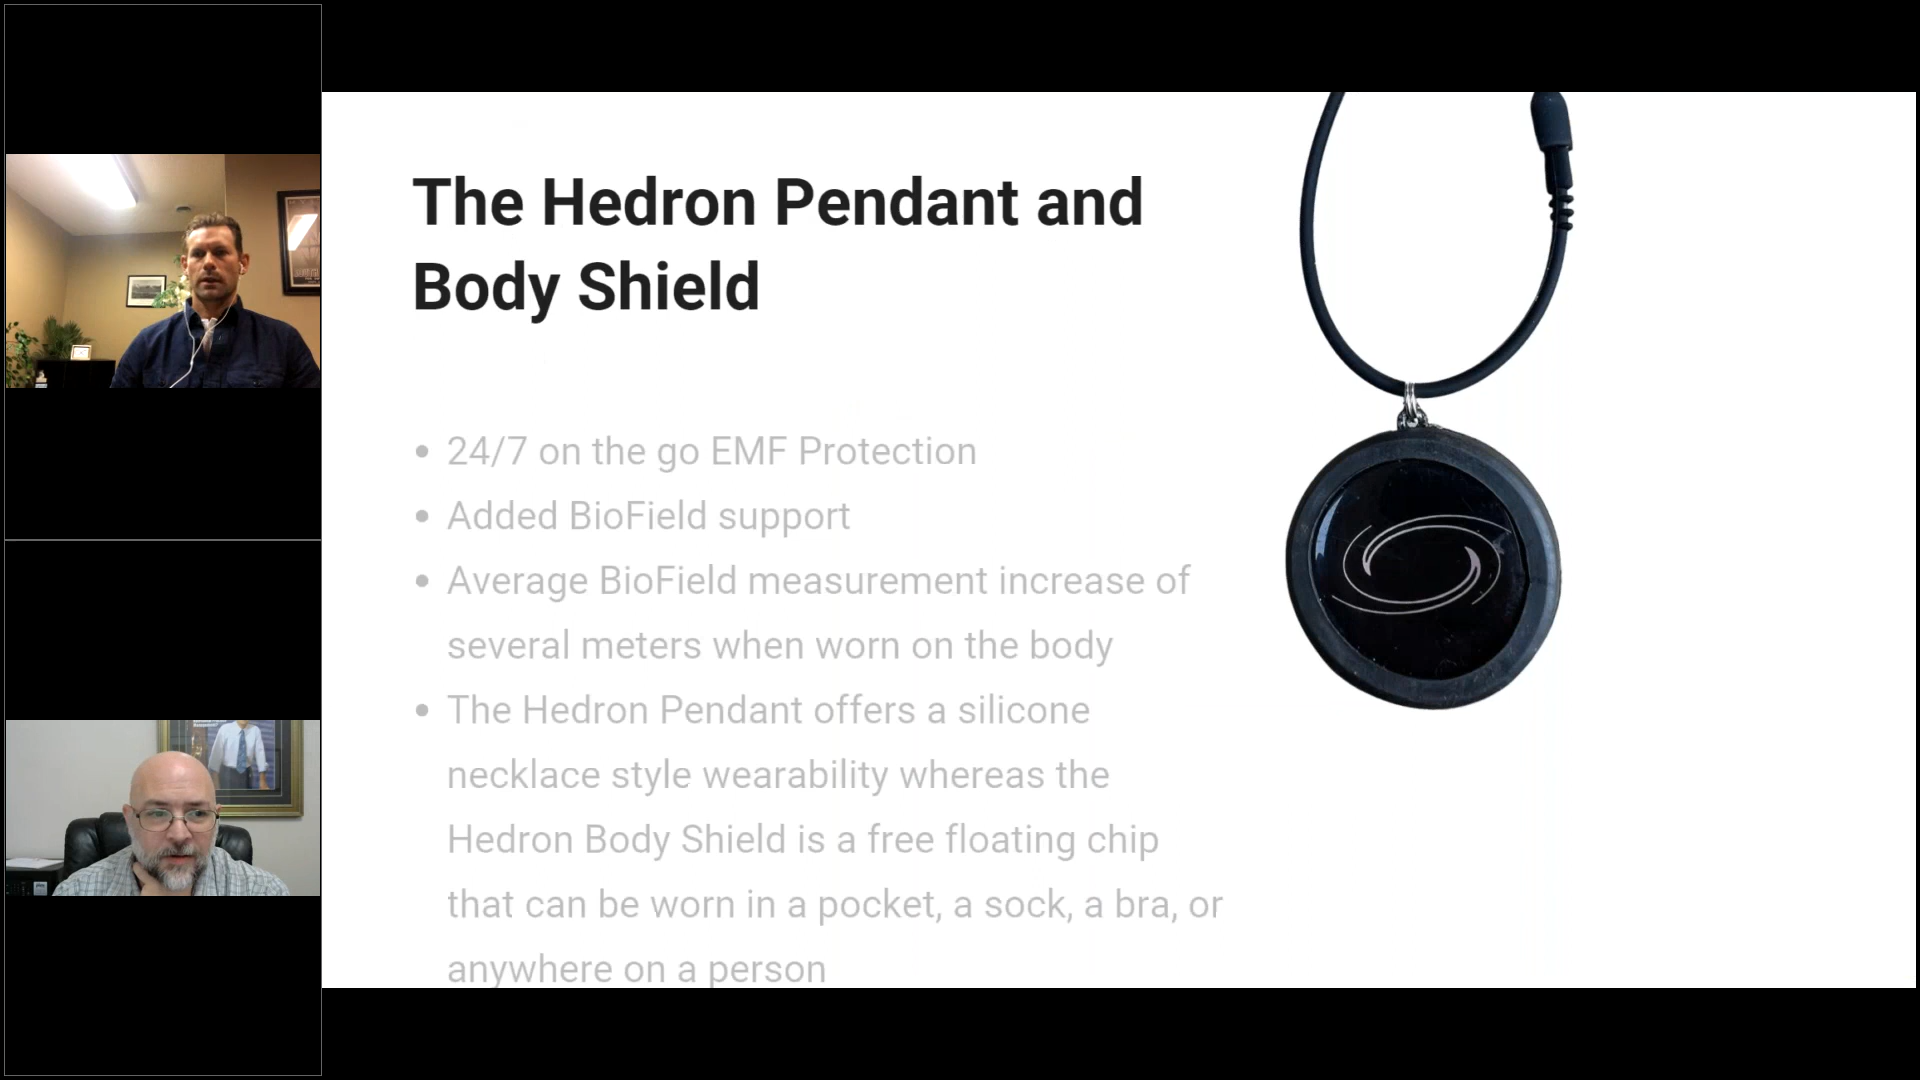 The Hedron Pendant and
Body Shield
• 24/7 on the go EMF Protection
• Added BioField support
• Average BioField measurement increase of
several meters when worn on the body
• The Hedron Pendant offers a silicone
necklace style wearability whereas the
Hedron Body Shield is a free floating chip
that can be worn in a pocket, a sock, a bra, or
anywhere on a person